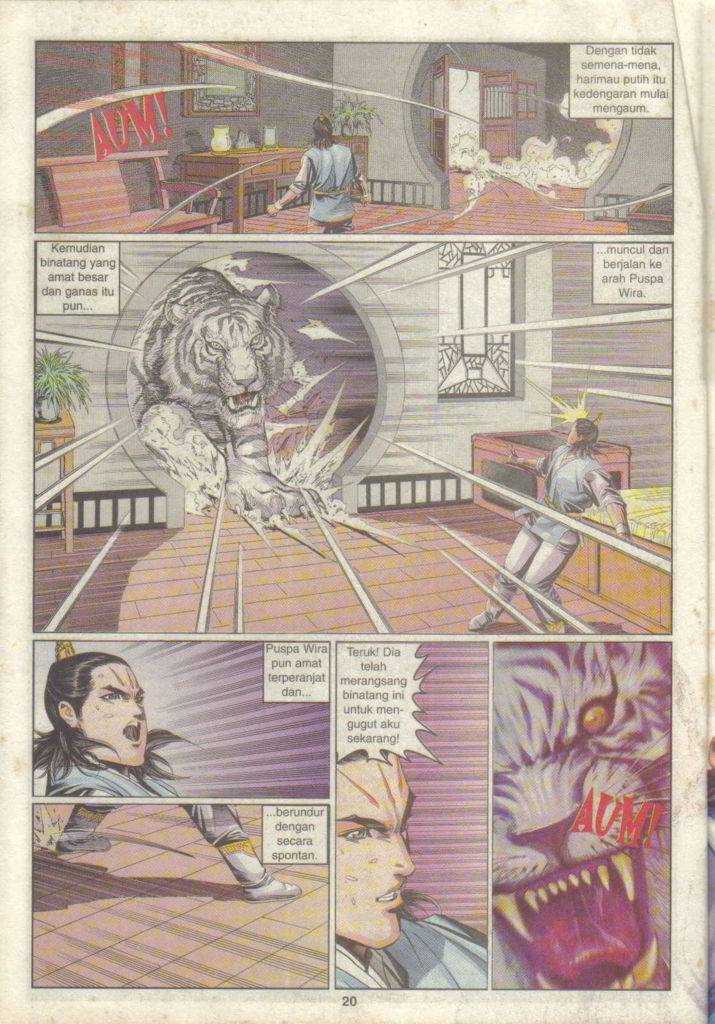 Dengan tidak
semena-mena,
harimau putih itu
kedengaran mulai
mengaum.
AUM!
Kemudian
binatang yang
amat besar
dan ganas itu
pun...
...muncul dan
berjalan ke
arah Puspa
Wira.
Puspa Wira
pun amat
terperanjat
dan...
...berundur
dengan
secara
spontan.
Teruk! Dia
telah
merangsang
binatang ini
untuk men-
gugut aku
sekarang!
AUM!
20